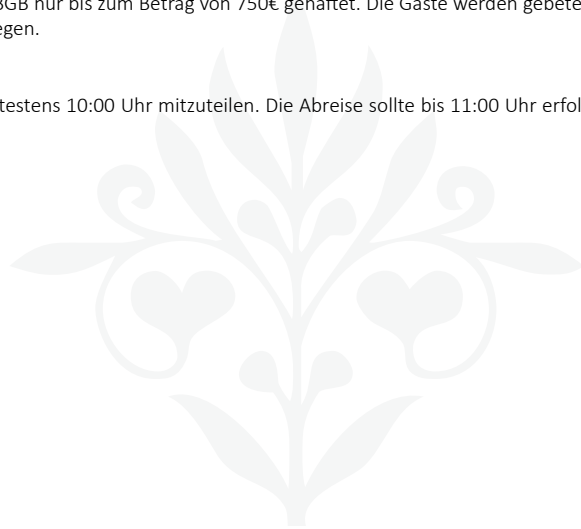 BGB nur bis zum Betrag von 750€ gehaftet. Die Gäste werden gebete
egen.
testens 10:00 Uhr mitzuteilen. Die Abreise sollte bis 11:00 Uhr erfol